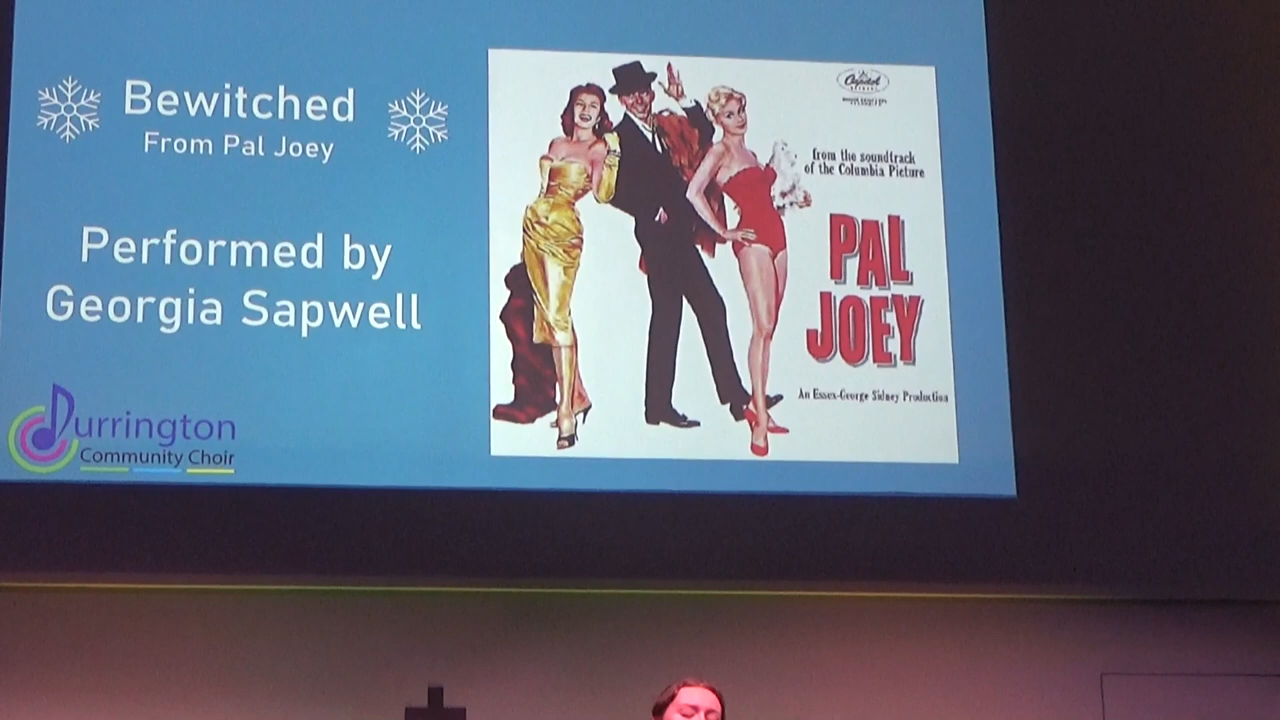 Bewitched
From Pal Joey
Performed by
Georgia Sapwell
Durrington
Community Choir
Capitol
from the soundtrack
of the Columbia Picture
PAL
JOEY
An Essex-George Sidney Production